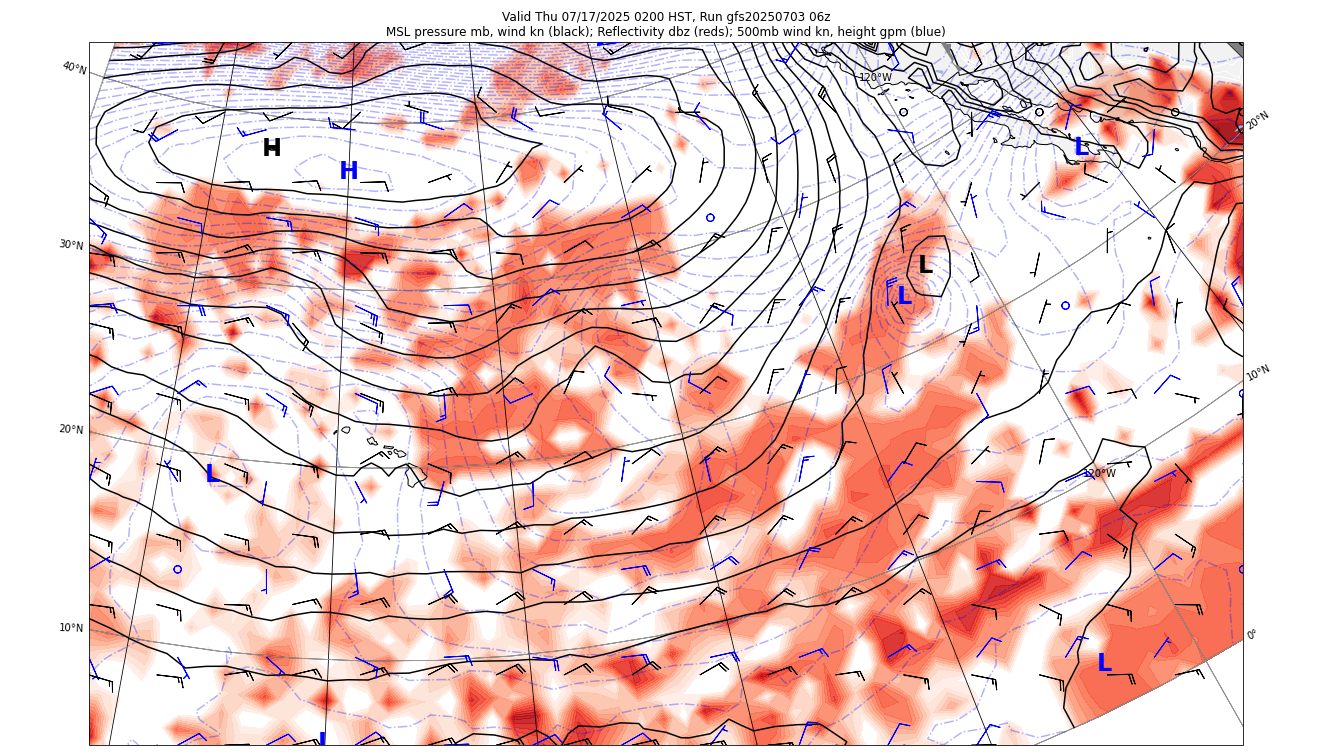 Valid Thu 07/17/2025 0200 HST, Run gfs20250703 06z
MSL pressure mb, wind kn (black); Reflectivity dbz (reds); 500mb wind kn, height gpm (blue)
40°N
120°W
20°N
H
H
L
30°N
L
L
10°N
20°N
L
120°W
10°N
0°
L
L